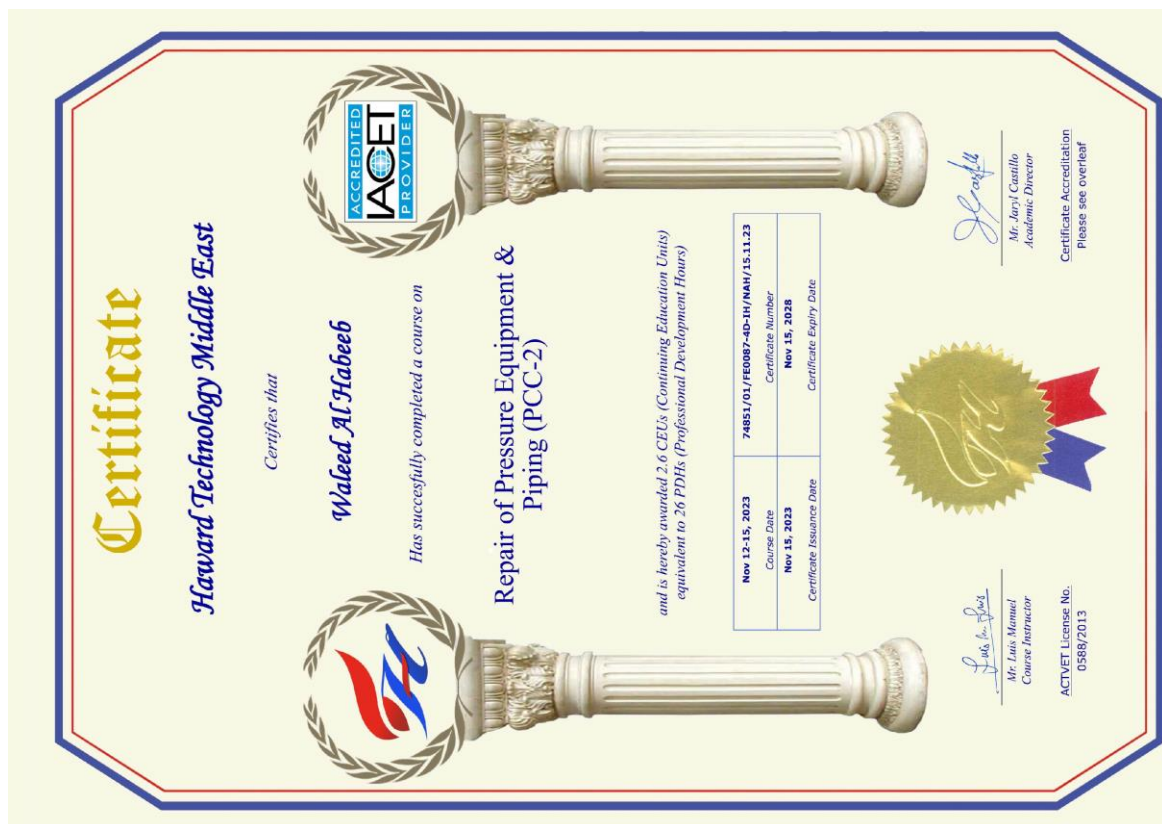 Certificate
Haward Technology Middle East
Certifies that
Waleed Al Habeeb
Has succesfully completed a course on
Repair of Pressure Equipment &
Piping (PCC-2)
and is hereby awarded 2.6 CEUs (Continuing Education Units)
equivalent to 26 PDHs (Professional Development Hours)
Nov 12-15, 2023
Course Date
74851/01/FE0087-4D-IH/NAH/15.11.23
Certificate Number
Nov 15, 2023
Certificate Issuance Date
Nov 15, 2028
Certificate Expiry Date
ACCREDITED
IACET
PROVIDER
Mr. Luis Manuel
Course Instructor
ACTVET License No.
0588/2013
Mr. Jaryl Castillo
Academic Director
Certificate Accreditation
Please see overleaf